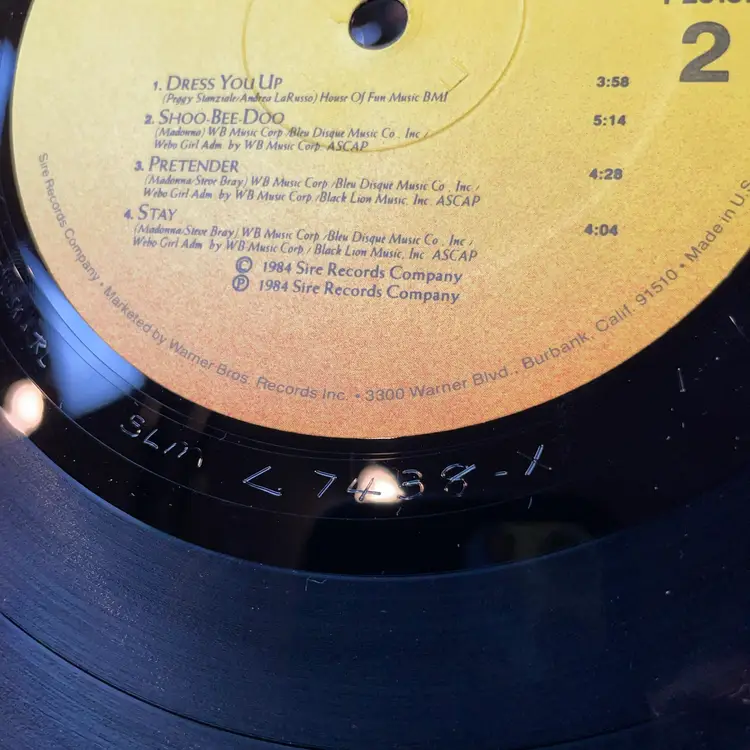 2
1. DRESS YOU UP 3:58
(Peggy Stanziale/Andrea LaRusso) House Of Fun Music BMI
2. SHOO-BEE-DOO 5:14
(Madonna) WB Music Corp./Bleu Disque Music Co., Inc./
Webo Girl Adm. by WB Music Corp. ASCAP
3. PRETENDER 4:28
(Madonna/Steve Bray) WB Music Corp./Bleu Disque Music Co., Inc./
Webo Girl Adm. by WB Music Corp./Black Lion Music, Inc. ASCAP
4. STAY 4:04
(Madonna/Steve Bray) WB Music Corp./Bleu Disque Music Co., Inc./
Webo Girl Adm. by WB Music Corp./Black Lion Music, Inc. ASCAP
© 1984 Sire Records Company
℗ 1984 Sire Records Company
Sire Records Company • Marketed by Warner Bros. Records Inc. • 3300 Warner Blvd., Burbank, Calif. 91510 • Made in U.S.
SLM L7438-X